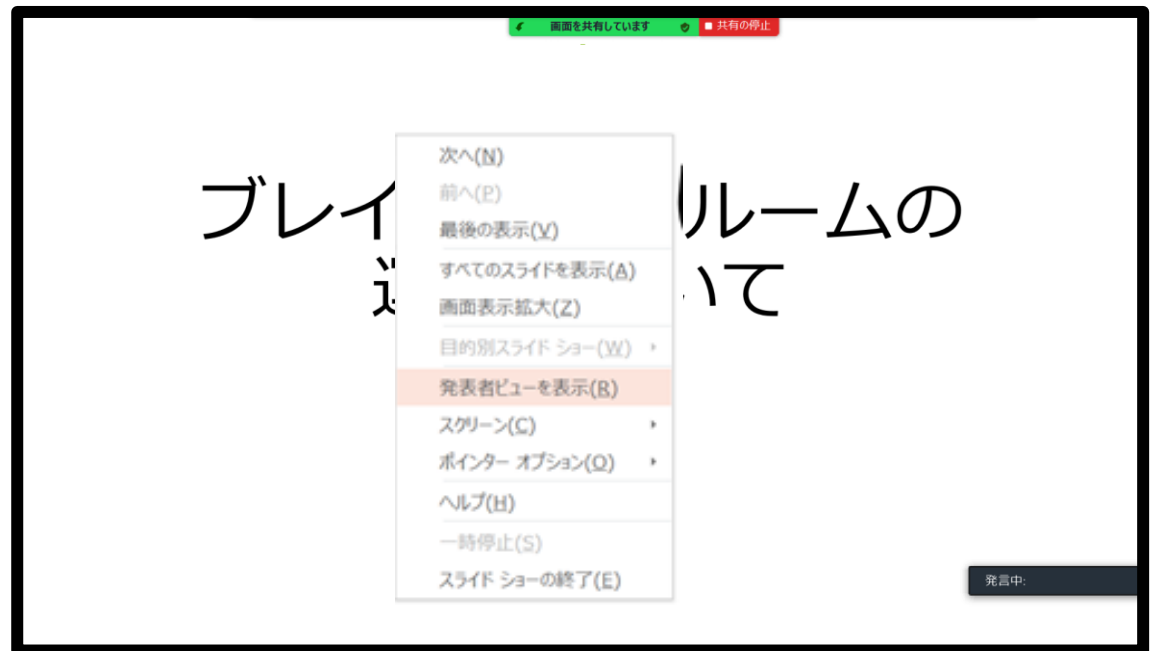 画面を共有しています
共有の停止
次へ(N)
前へ(P)
最後の表示(V)
すべてのスライドを表示(A)
画面表示拡大(Z)
目的別スライド ショー(W)
発表者ビューを表示(R)
スクリーン(C)
ポインター オプション(O)
ヘルプ(H)
一時停止(S)
スライド ショーの終了(E)
ブレイ ルームの
いて
発言中: